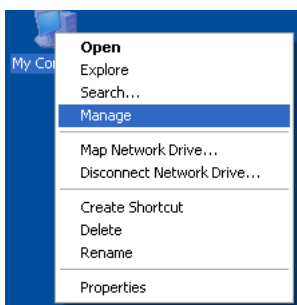 My Co
Open
Explore
Search...
Manage
Map Network Drive...
Disconnect Network Drive...
Create Shortcut
Delete
Rename
Properties